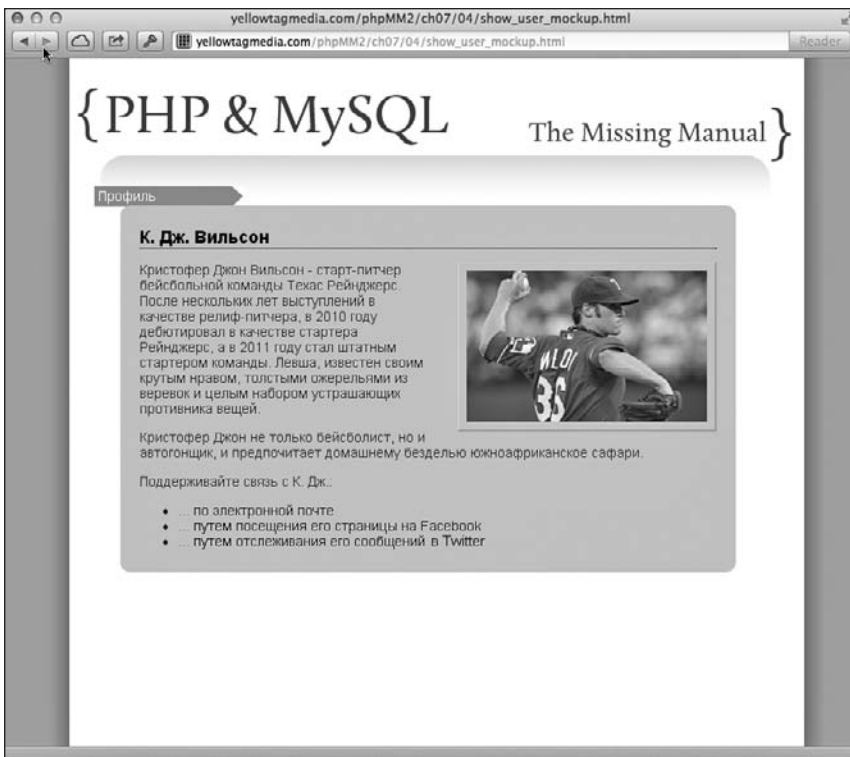 yellowtagmedia.com/phpMM2/ch07/04/show_user_mockup.html
yellowtagmedia.com/phpMM2/ch07/04/show_user_mockup.html
Reader
{PHP & MySQL
The Missing Manual}
Профиль
К. Дж. Вильсон
Кристофер Джон Вильсон - старт-питчер
бейсбольной команды Техас Рейнджерс.
После нескольких лет выступлений в
качестве релиф-питчера, в 2010 году
дебютировал в качестве стартера
Рейнджерс, а в 2011 году стал штатным
стартером команды. Левша, известен своим
крутым нравом, толстыми ожерельями из
веревок и целым набором устрашающих
противника вещей.
Кристофер Джон не только бейсболист, но и
автогонщик, и предпочитает домашнему безделью южноафриканское сафари.
Поддерживайте связь с К. Дж.:
• ... по электронной почте
• ... путем посещения его страницы на Facebook
• ... путем отслеживания его сообщений в Twitter
36